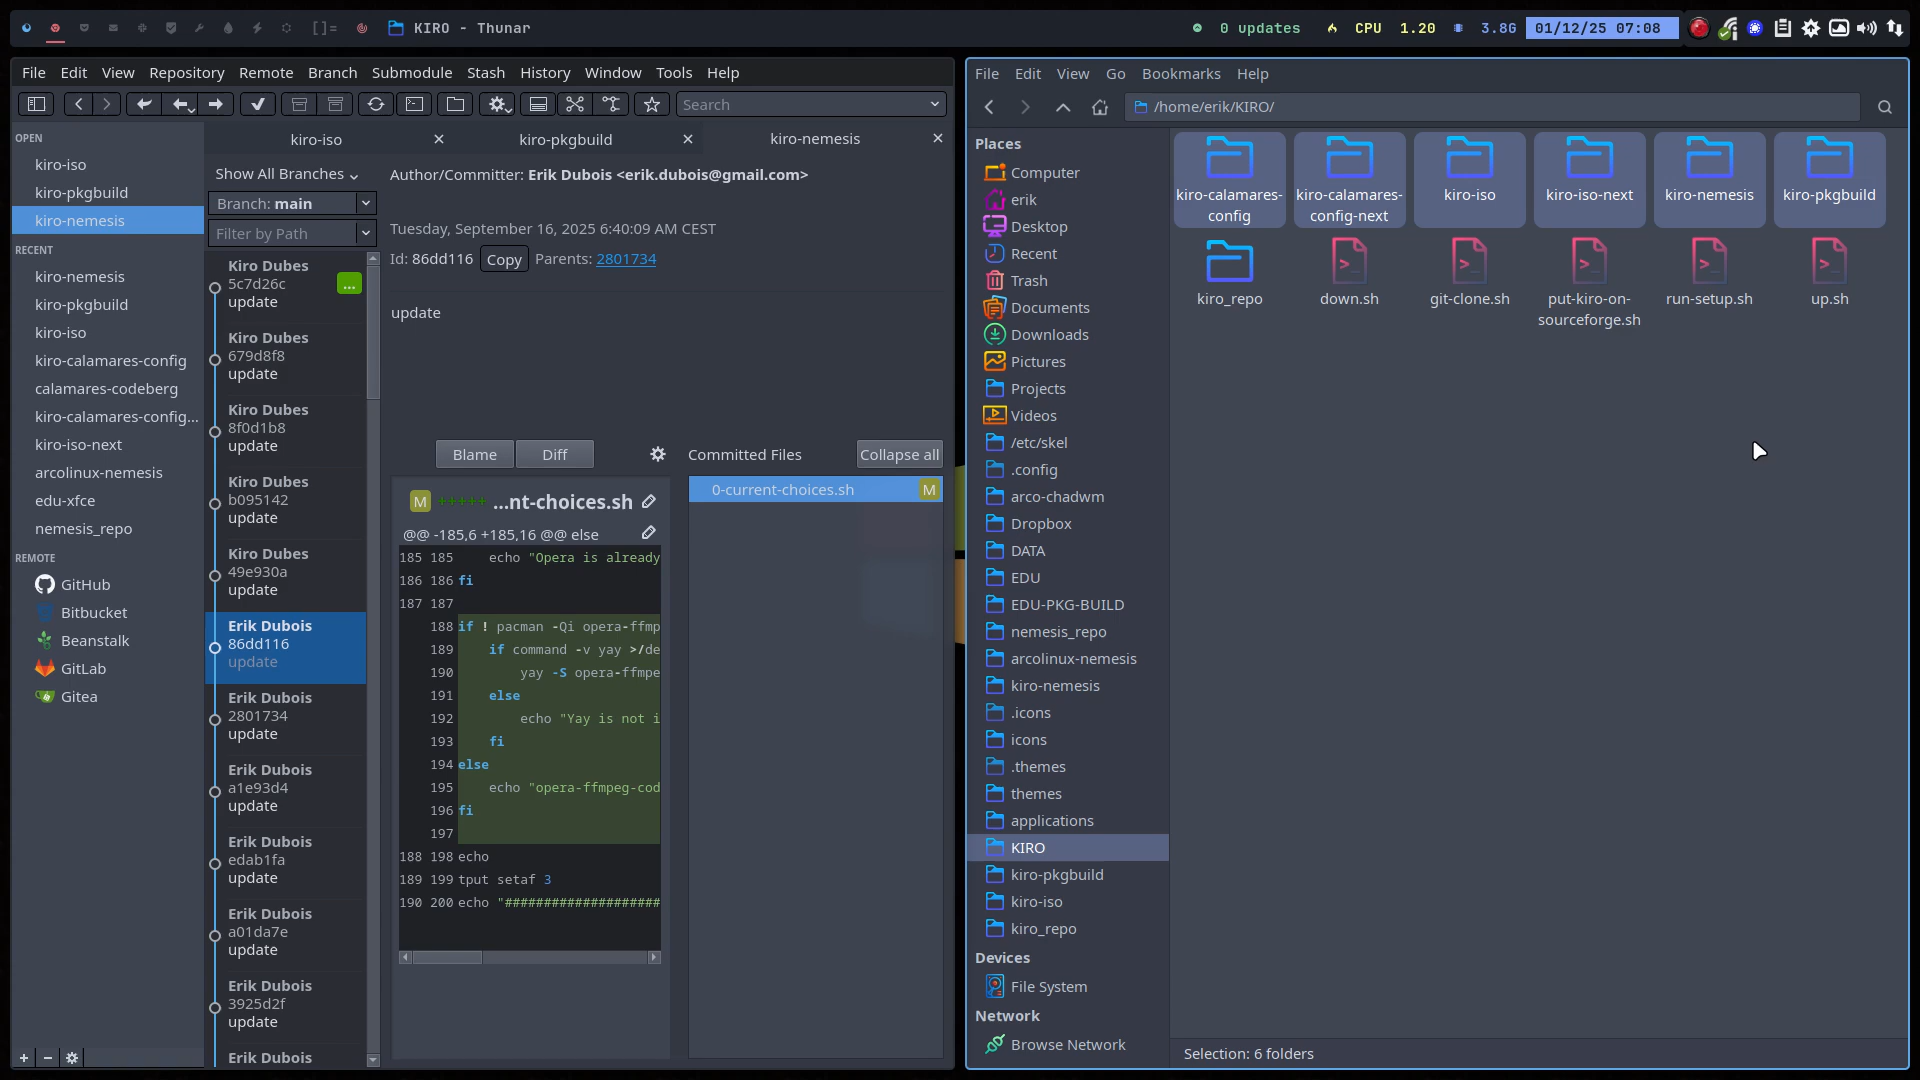 []=
KIRO - Thunar
0 updates
CPU 1.20
3.8G
01/12/25 07:08
File Edit View Repository Remote Branch Submodule Stash History Window Tools Help
Search
OPEN
kiro-iso
kiro-pkgbuild
kiro-nemesis
RECENT
kiro-nemesis
kiro-pkgbuild
kiro-iso
kiro-calamares-config
calamares-codeberg
kiro-calamares-config...
kiro-iso-next
arcolinux-nemesis
edu-xfce
nemesis_repo
REMOTE
GitHub
Bitbucket
Beanstalk
GitLab
Gitea
kiro-iso
kiro-pkgbuild
kiro-nemesis
Show All Branches
Branch: main
Filter by Path
Kiro Dubes
5c7d26c
...
update
Kiro Dubes
679d8f8
update
Kiro Dubes
8f0d1b8
update
Kiro Dubes
b095142
update
Kiro Dubes
49e930a
update
Erik Dubois
86dd116
update
Erik Dubois
2801734
update
Erik Dubois
a1e93d4
update
Erik Dubois
edab1fa
update
Erik Dubois
a01da7e
update
Erik Dubois
3925d2f
update
Erik Dubois
Author/Committer: Erik Dubois <erik.dubois@gmail.com>
Tuesday, September 16, 2025 6:40:09 AM CEST
Id: 86dd116 Copy Parents: 2801734
update
Blame Diff
Committed Files
Collapse all
M +++++ ...nt-choices.sh
@@ -185,6 +185,16 @@ else
185 185 echo "Opera is already
186 186 fi
187 187
188 if ! pacman -Qi opera-ffmp
189 if command -v yay >/de
190 yay -S opera-ffmpe
191 else
192 echo "Yay is not i
193 fi
194 else
195 echo "opera-ffmpeg-cod
196 fi
197
188 198 echo
189 199 tput setaf 3
190 200 echo "####################
0-current-choices.sh M
File Edit View Go Bookmarks Help
/home/erik/KIRO/
Places
Computer
erik
Desktop
Recent
Trash
Documents
Downloads
Pictures
Projects
Videos
/etc/skel
.config
arco-chadwm
Dropbox
DATA
EDU
EDU-PKG-BUILD
nemesis_repo
arcolinux-nemesis
kiro-nemesis
.icons
icons
.themes
themes
applications
KIRO
kiro-pkgbuild
kiro-iso
kiro_repo
Devices
File System
Network
Browse Network
kiro-calamares-
config
kiro-calamares-
config-next
kiro-iso
kiro-iso-next
kiro-nemesis
kiro-pkgbuild
kiro_repo
down.sh
git-clone.sh
put-kiro-on-
sourceforge.sh
run-setup.sh
up.sh
Selection: 6 folders